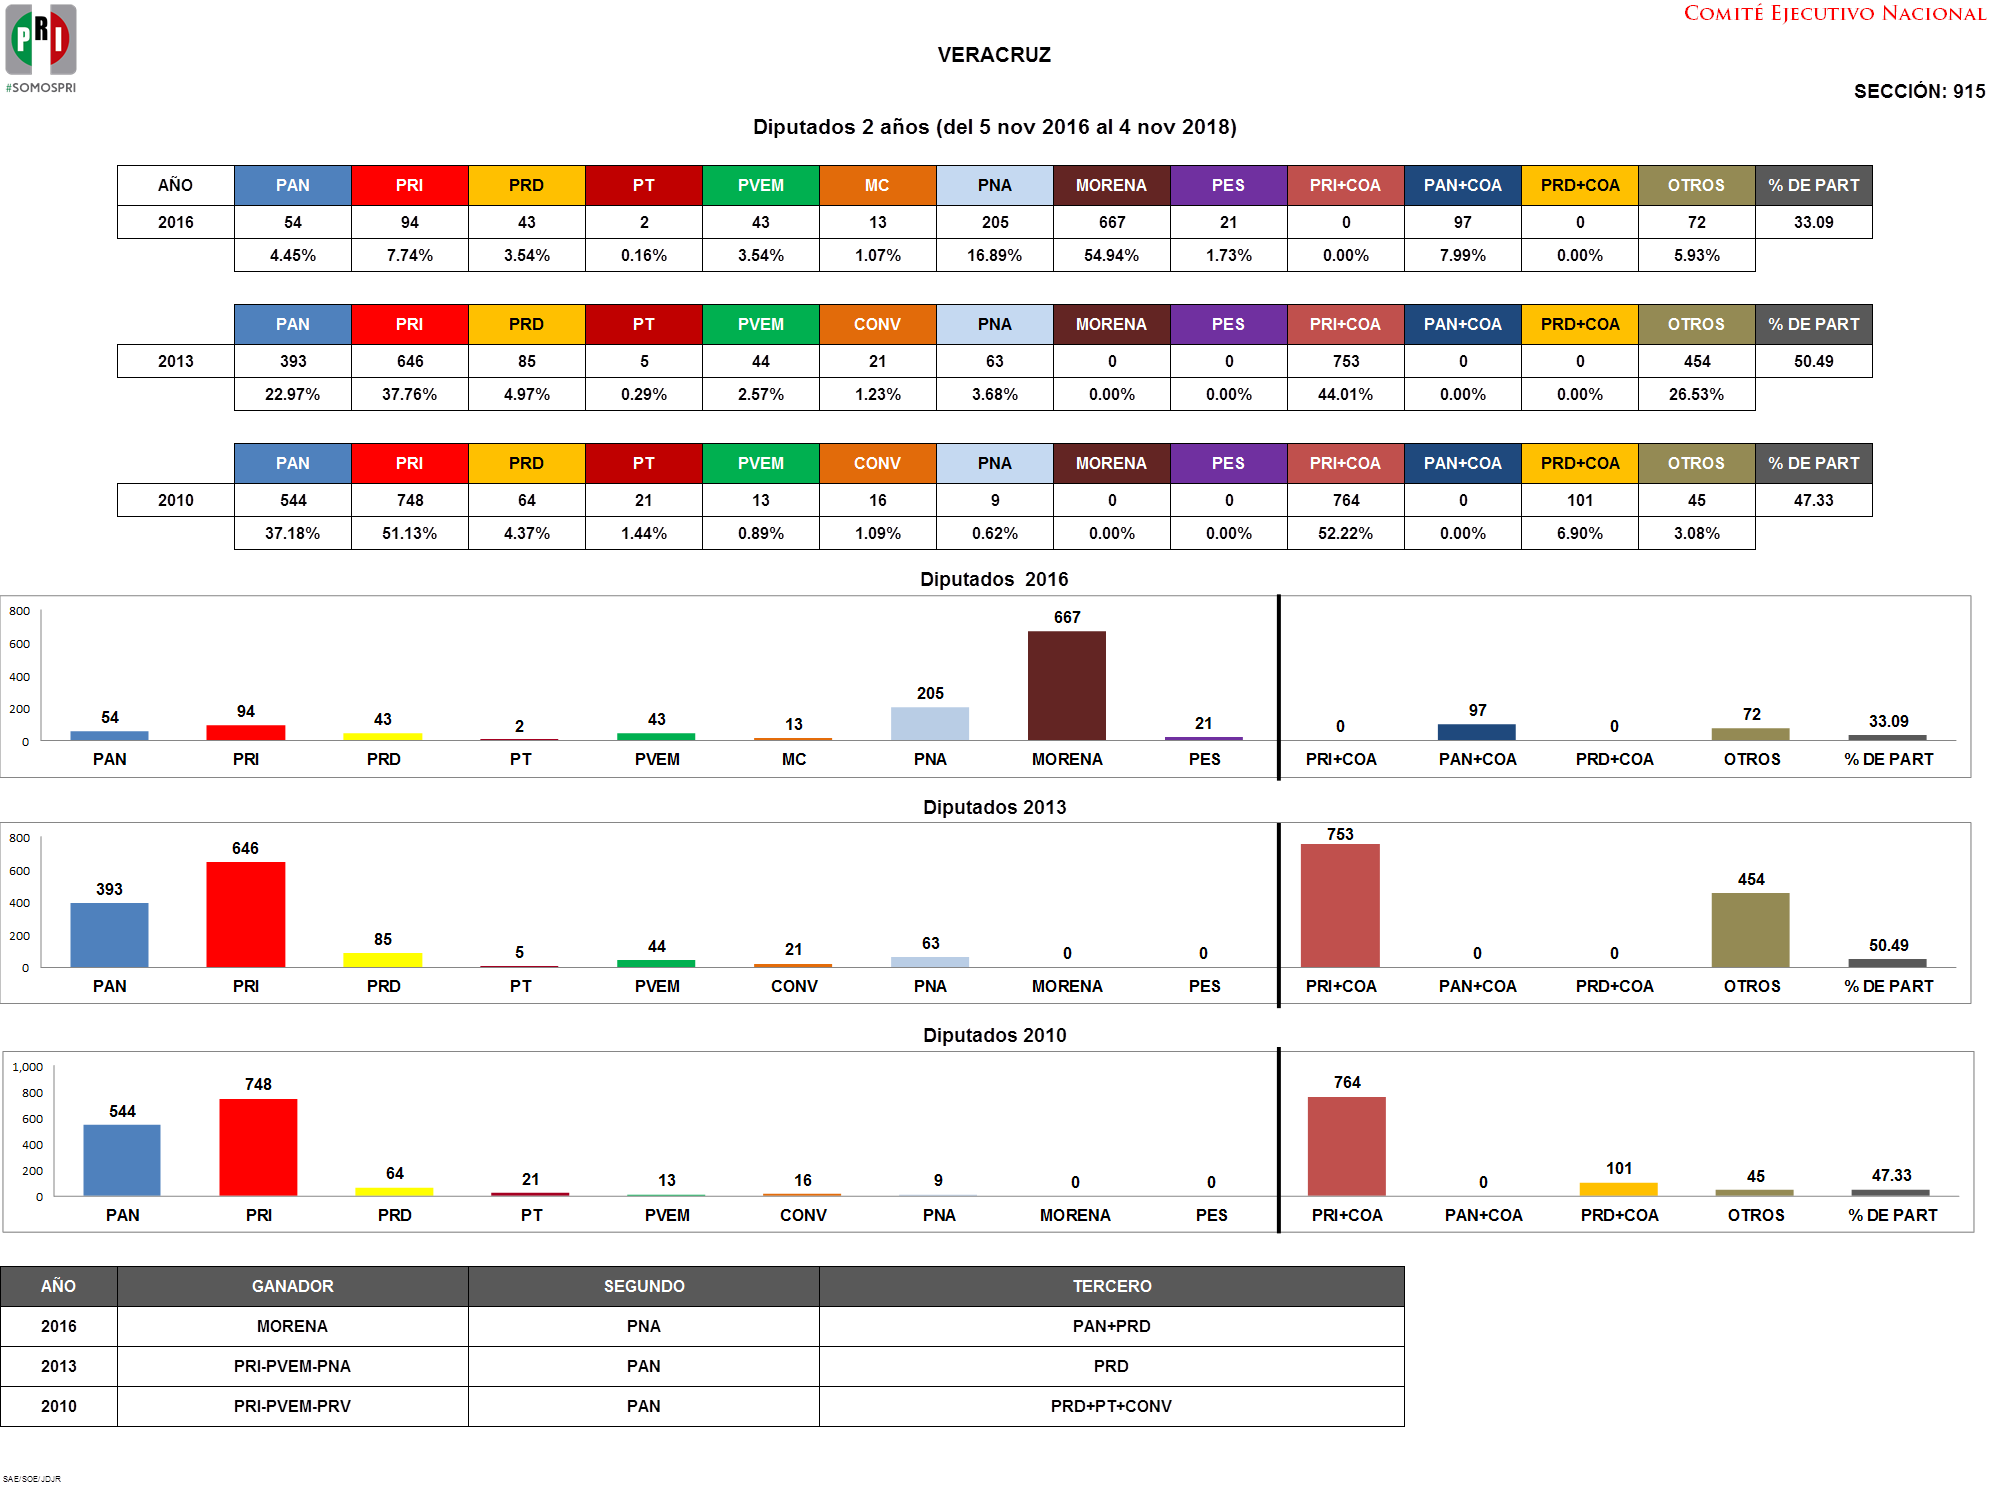 PRI
#SOMOSPRI
COMITÉ EJECUTIVO NACIONAL
VERACRUZ
SECCIÓN: 915
Diputados 2 años (del 5 nov 2016 al 4 nov 2018)
AÑO PAN PRI PRD PT PVEM MC PNA MORENA PES PRI+COA PAN+COA PRD+COA OTROS % DE PART
2016 54 94 43 2 43 13 205 667 21 0 97 0 72 33.09
4.45% 7.74% 3.54% 0.16% 3.54% 1.07% 16.89% 54.94% 1.73% 0.00% 7.99% 0.00% 5.93%
PAN PRI PRD PT PVEM CONV PNA MORENA PES PRI+COA PAN+COA PRD+COA OTROS % DE PART
2013 393 646 85 5 44 21 63 0 0 753 0 0 454 50.49
22.97% 37.76% 4.97% 0.29% 2.57% 1.23% 3.68% 0.00% 0.00% 44.01% 0.00% 0.00% 26.53%
PAN PRI PRD PT PVEM CONV PNA MORENA PES PRI+COA PAN+COA PRD+COA OTROS % DE PART
2010 544 748 64 21 13 16 9 0 0 764 0 101 45 47.33
37.18% 51.13% 4.37% 1.44% 0.89% 1.09% 0.62% 0.00% 0.00% 52.22% 0.00% 6.90% 3.08%
Diputados 2016
800
600
400
200
0
54 94 43 2 43 13 205 667 21 0 97 0 72 33.09
PAN PRI PRD PT PVEM MC PNA MORENA PES PRI+COA PAN+COA PRD+COA OTROS % DE PART
Diputados 2013
800
600
400
200
0
393 646 85 5 44 21 63 0 0 753 0 0 454 50.49
PAN PRI PRD PT PVEM CONV PNA MORENA PES PRI+COA PAN+COA PRD+COA OTROS % DE PART
Diputados 2010
1,000
800
600
400
200
0
544 748 64 21 13 16 9 0 0 764 0 101 45 47.33
PAN PRI PRD PT PVEM CONV PNA MORENA PES PRI+COA PAN+COA PRD+COA OTROS % DE PART
AÑO GANADOR SEGUNDO TERCERO
2016 MORENA PNA PAN+PRD
2013 PRI-PVEM-PNA PAN PRD
2010 PRI-PVEM-PRV PAN PRD+PT+CONV
SAE/SOE/JDJR